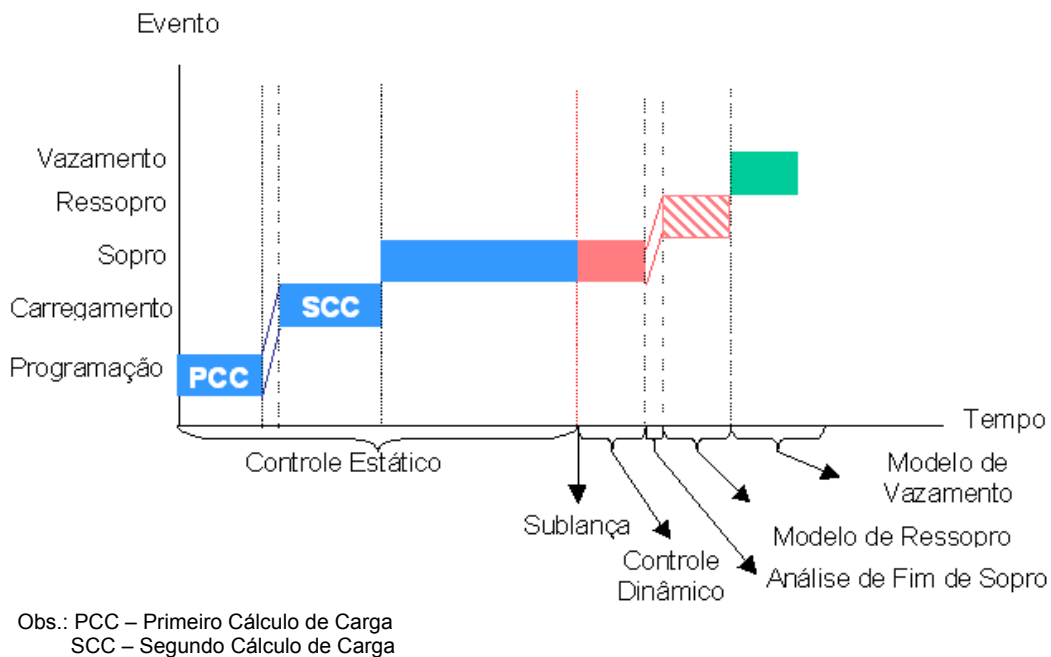 Evento
Vazamento
Ressopro
Sopro
Carregamento
SCC
Programação
PCC
Tempo
Controle Estático
Modelo de
Vazamento
Sublança
Modelo de Ressopro
Controle
Dinâmico
Análise de Fim de Sopro
Obs.: PCC – Primeiro Cálculo de Carga
SCC – Segundo Cálculo de Carga